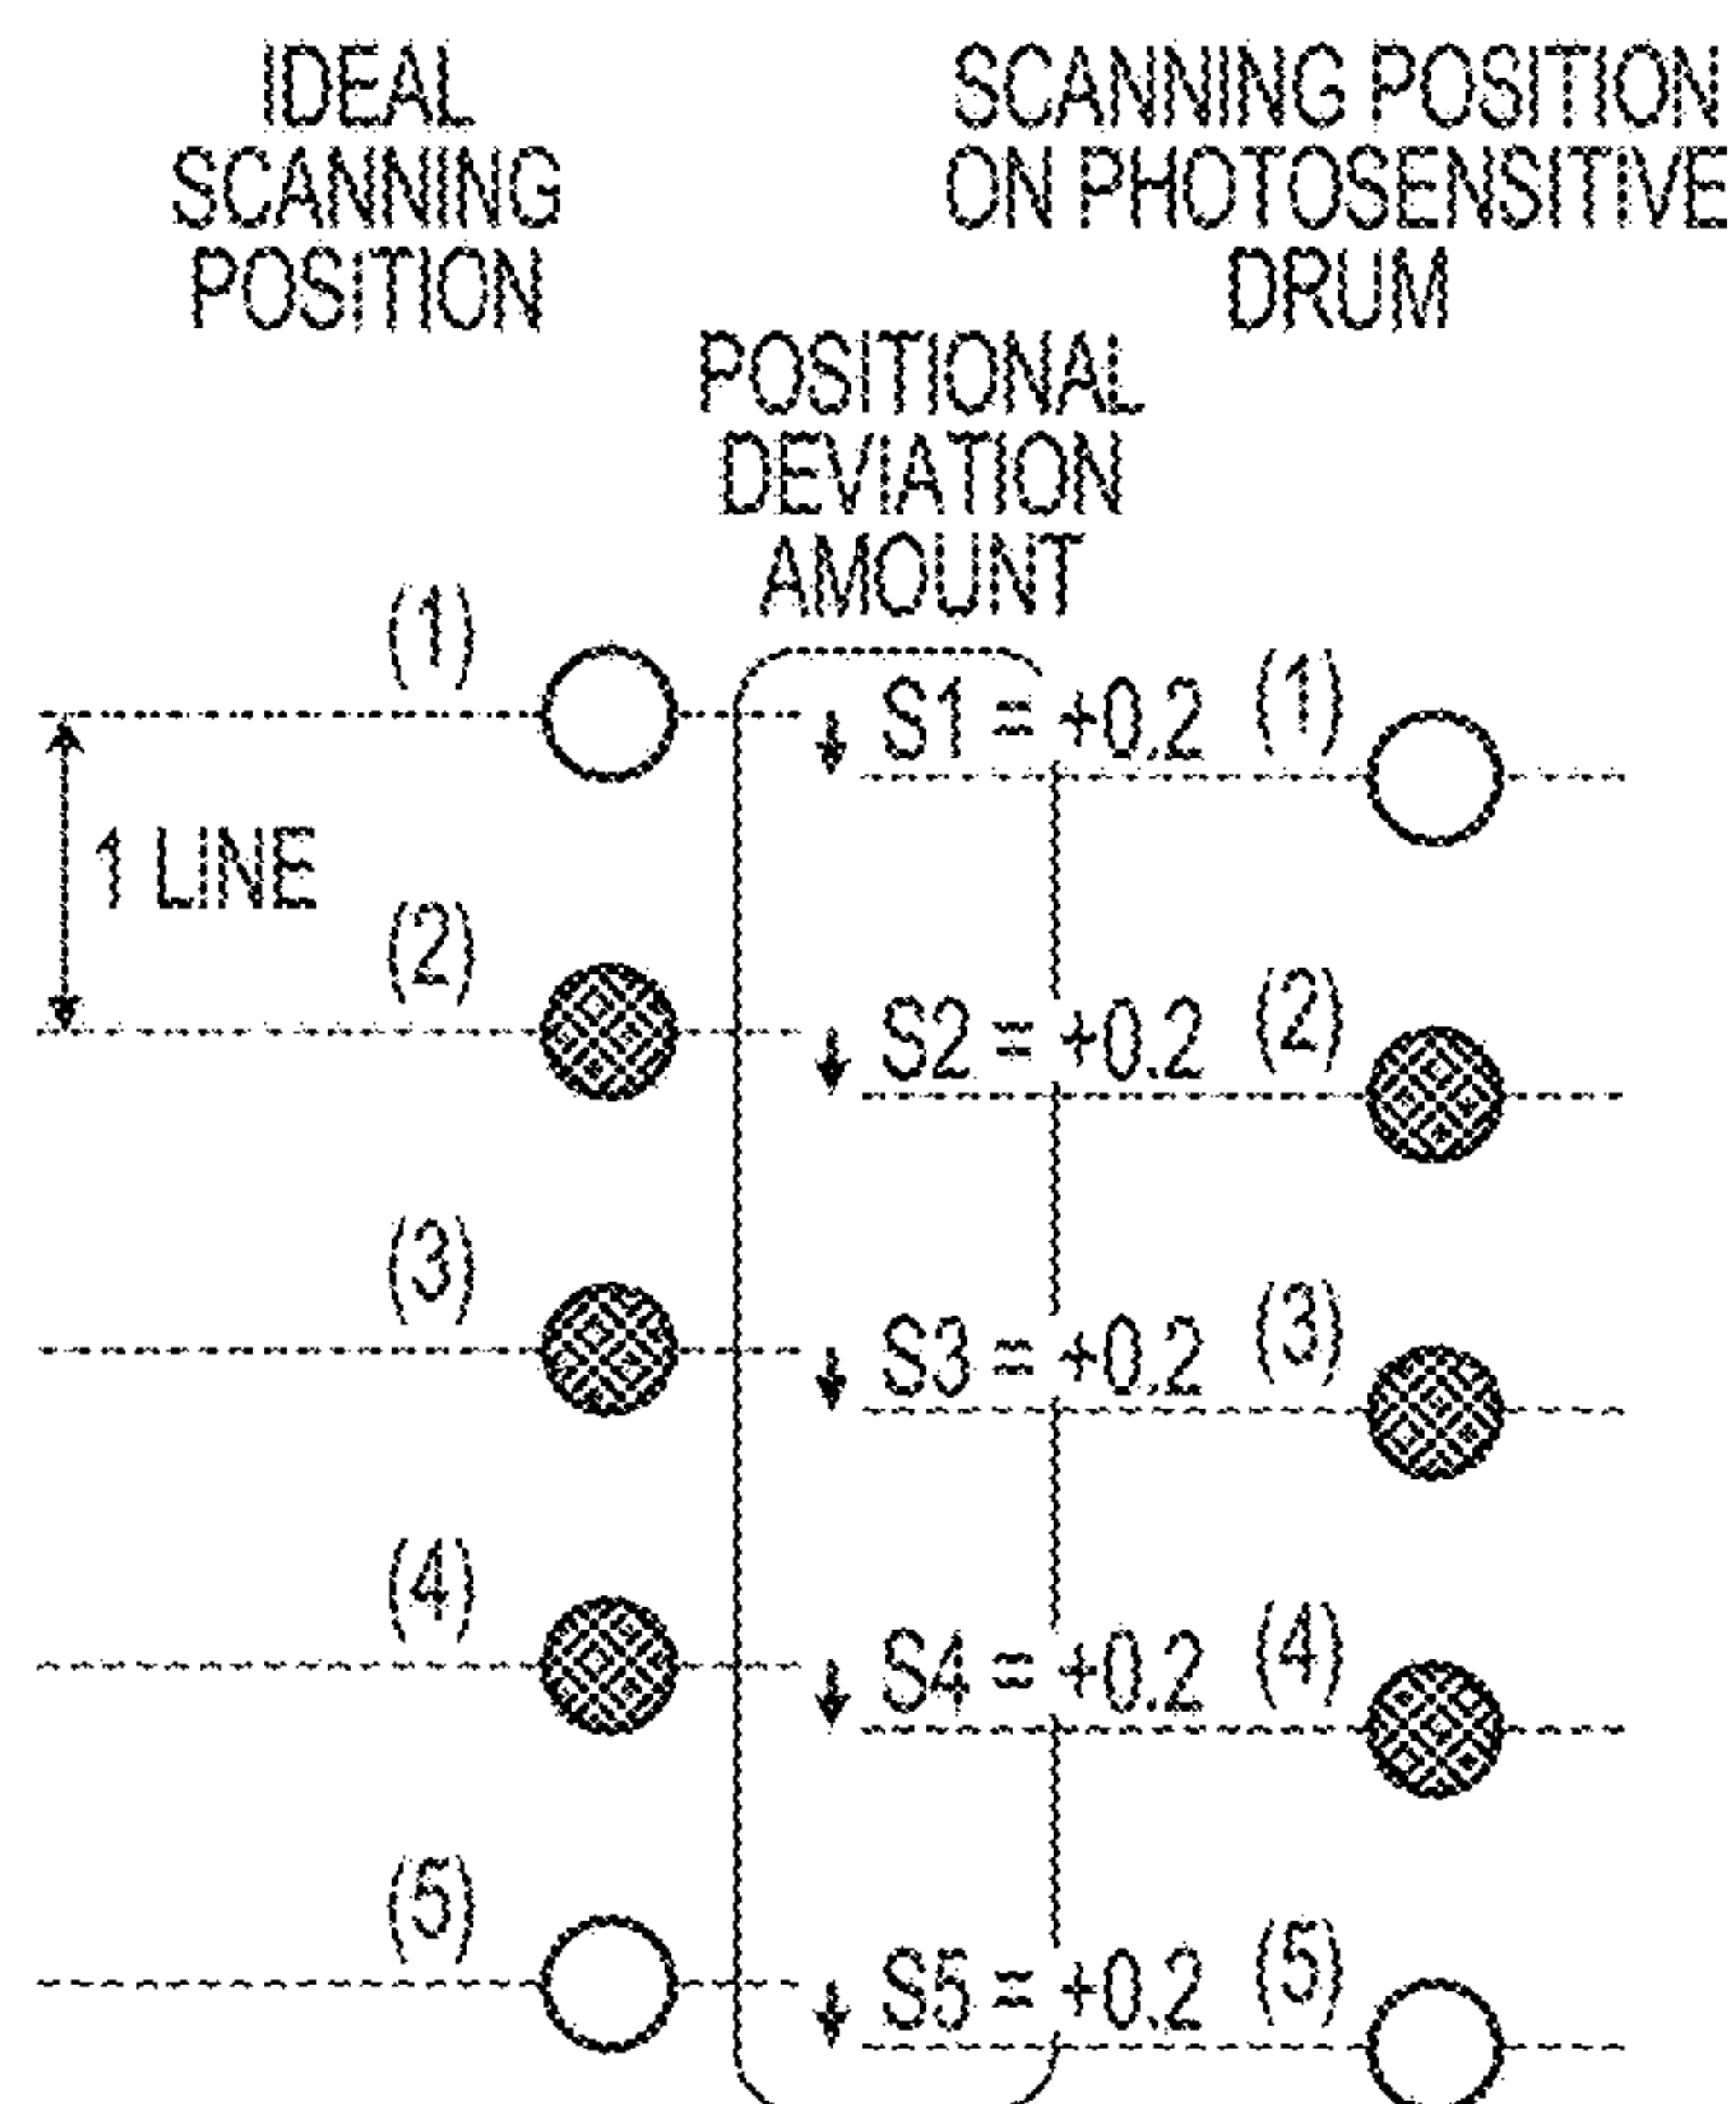 IDEAL
SCANNING
POSITION
SCANNING POSITION
ON PHOTOSENSITIVE
DRUM
POSITIONAL
DEVIATION
AMOUNT
(1) S1 = +0.2 (1)
1 LINE
(2) S2 = +0.2 (2)
(3) S3 = +0.2 (3)
(4) S4 = +0.2 (4)
(5) S5 = +0.2 (5)